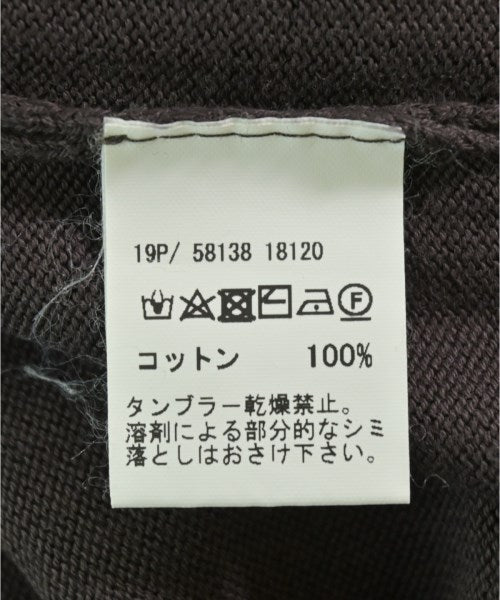 19P/ 58138 18120
F
コットン 100%
タンブラー乾燥禁止。
溶剤による部分的なシミ
落としはおさけ下さい。